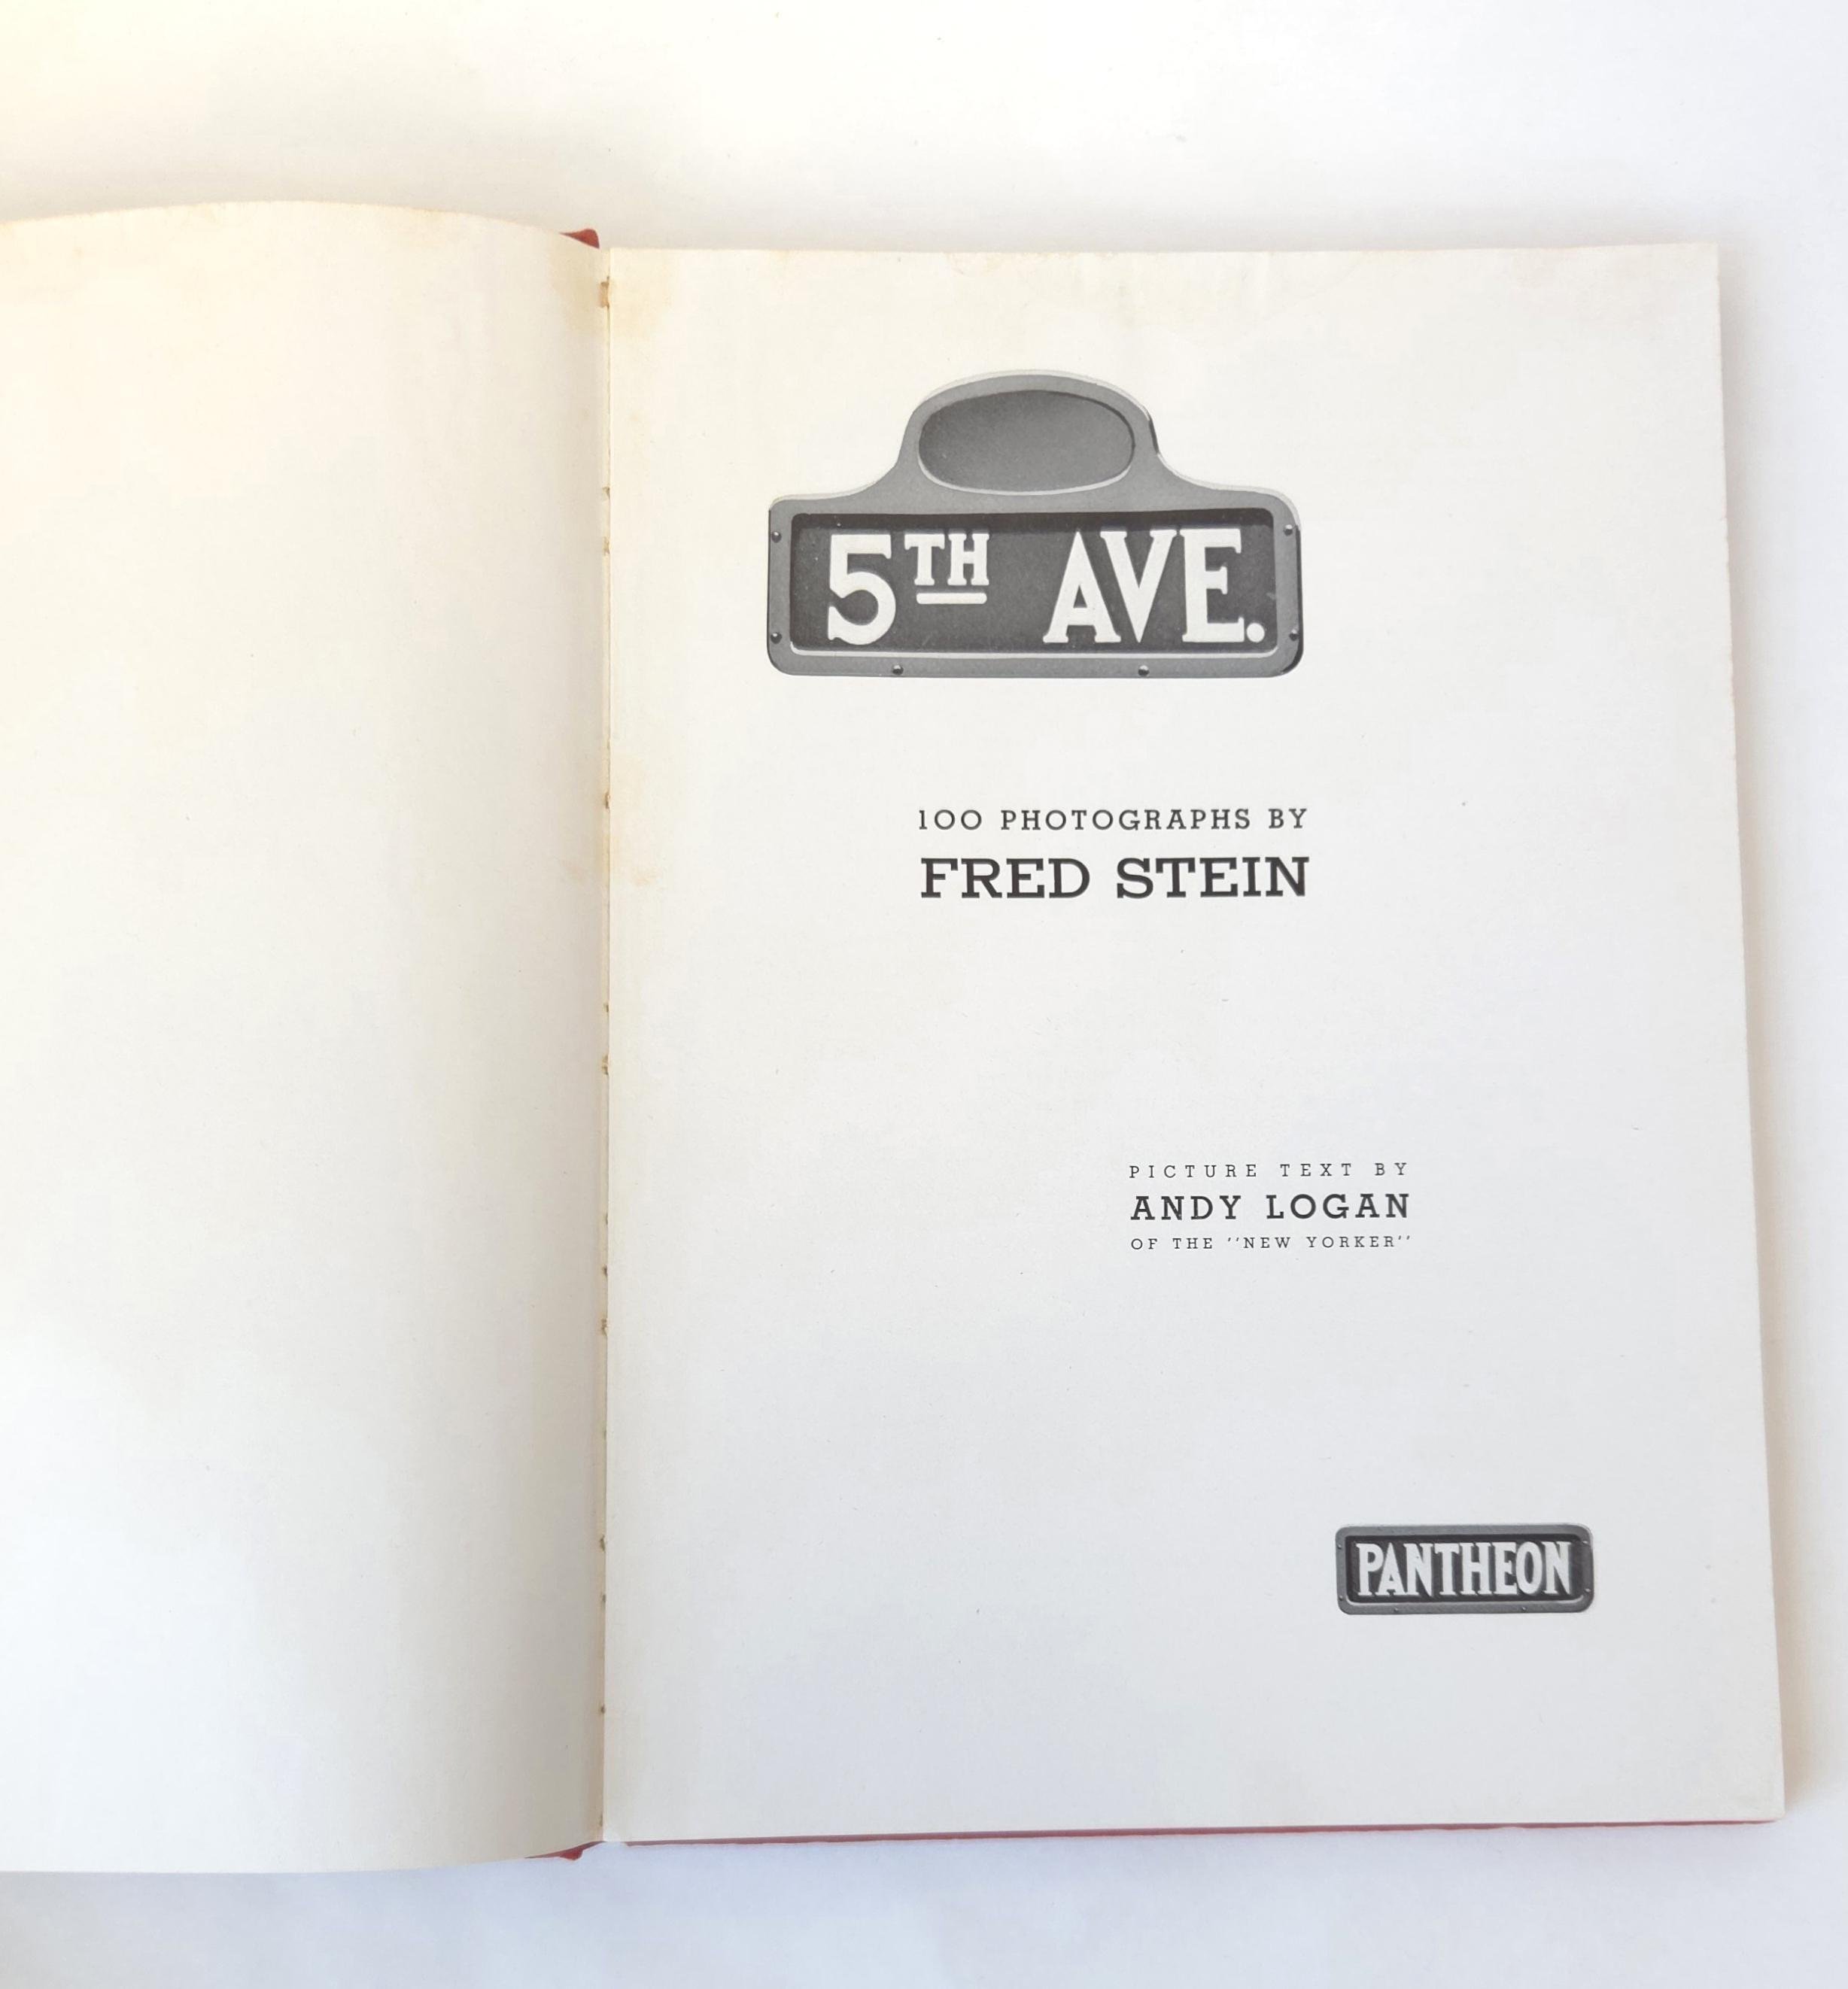 5TH AVE.
100 PHOTOGRAPHS BY
FRED STEIN
PICTURE TEXT BY
ANDY LOGAN
OF THE ''NEW YORKER''
PANTHEON